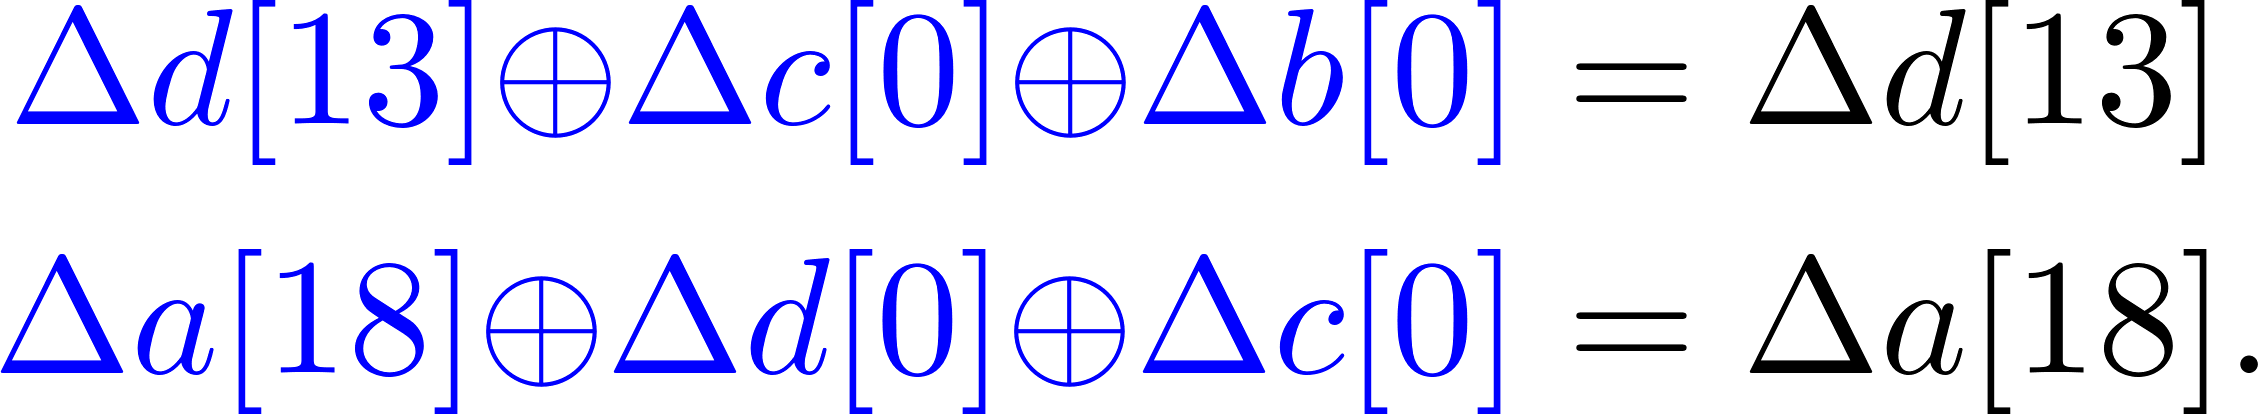 Δd[13]⊕Δc[0]⊕Δb[0] = Δd[13]
Δa[18]⊕Δd[0]⊕Δc[0] = Δa[18].